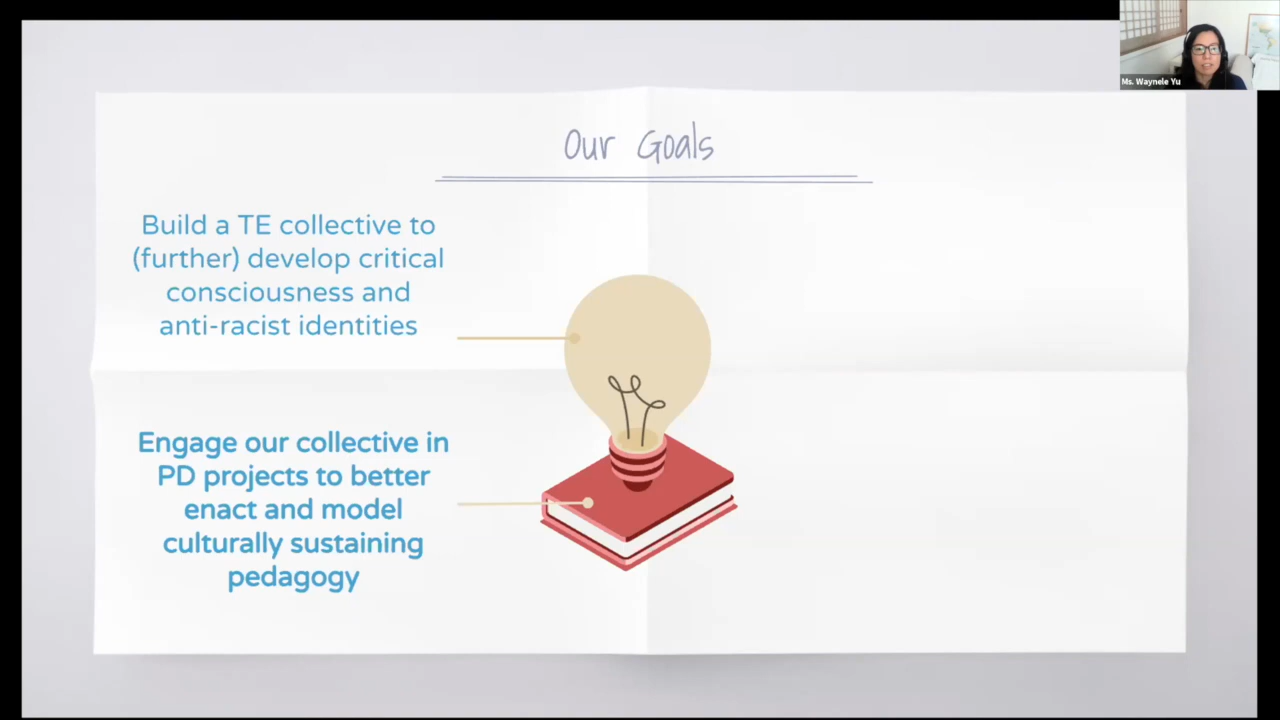 Ms. Waynele Yu
Our Goals
Build a TE collective to
(further) develop critical
consciousness and
anti-racist identities
Engage our collective in
PD projects to better
enact and model
culturally sustaining
pedagogy